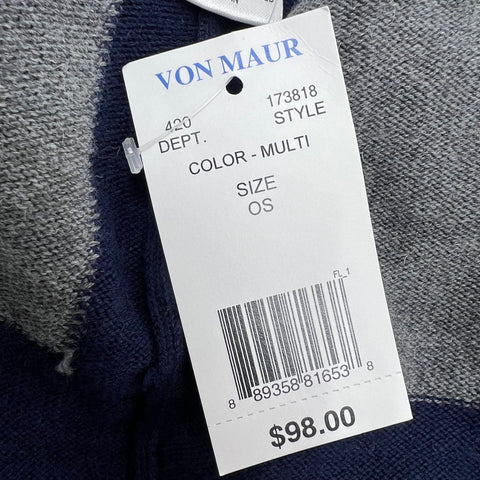 VON MAUR
420 173818
DEPT. STYLE
COLOR - MULTI
SIZE
OS
FL_1
8 89358 81653 8
$98.00